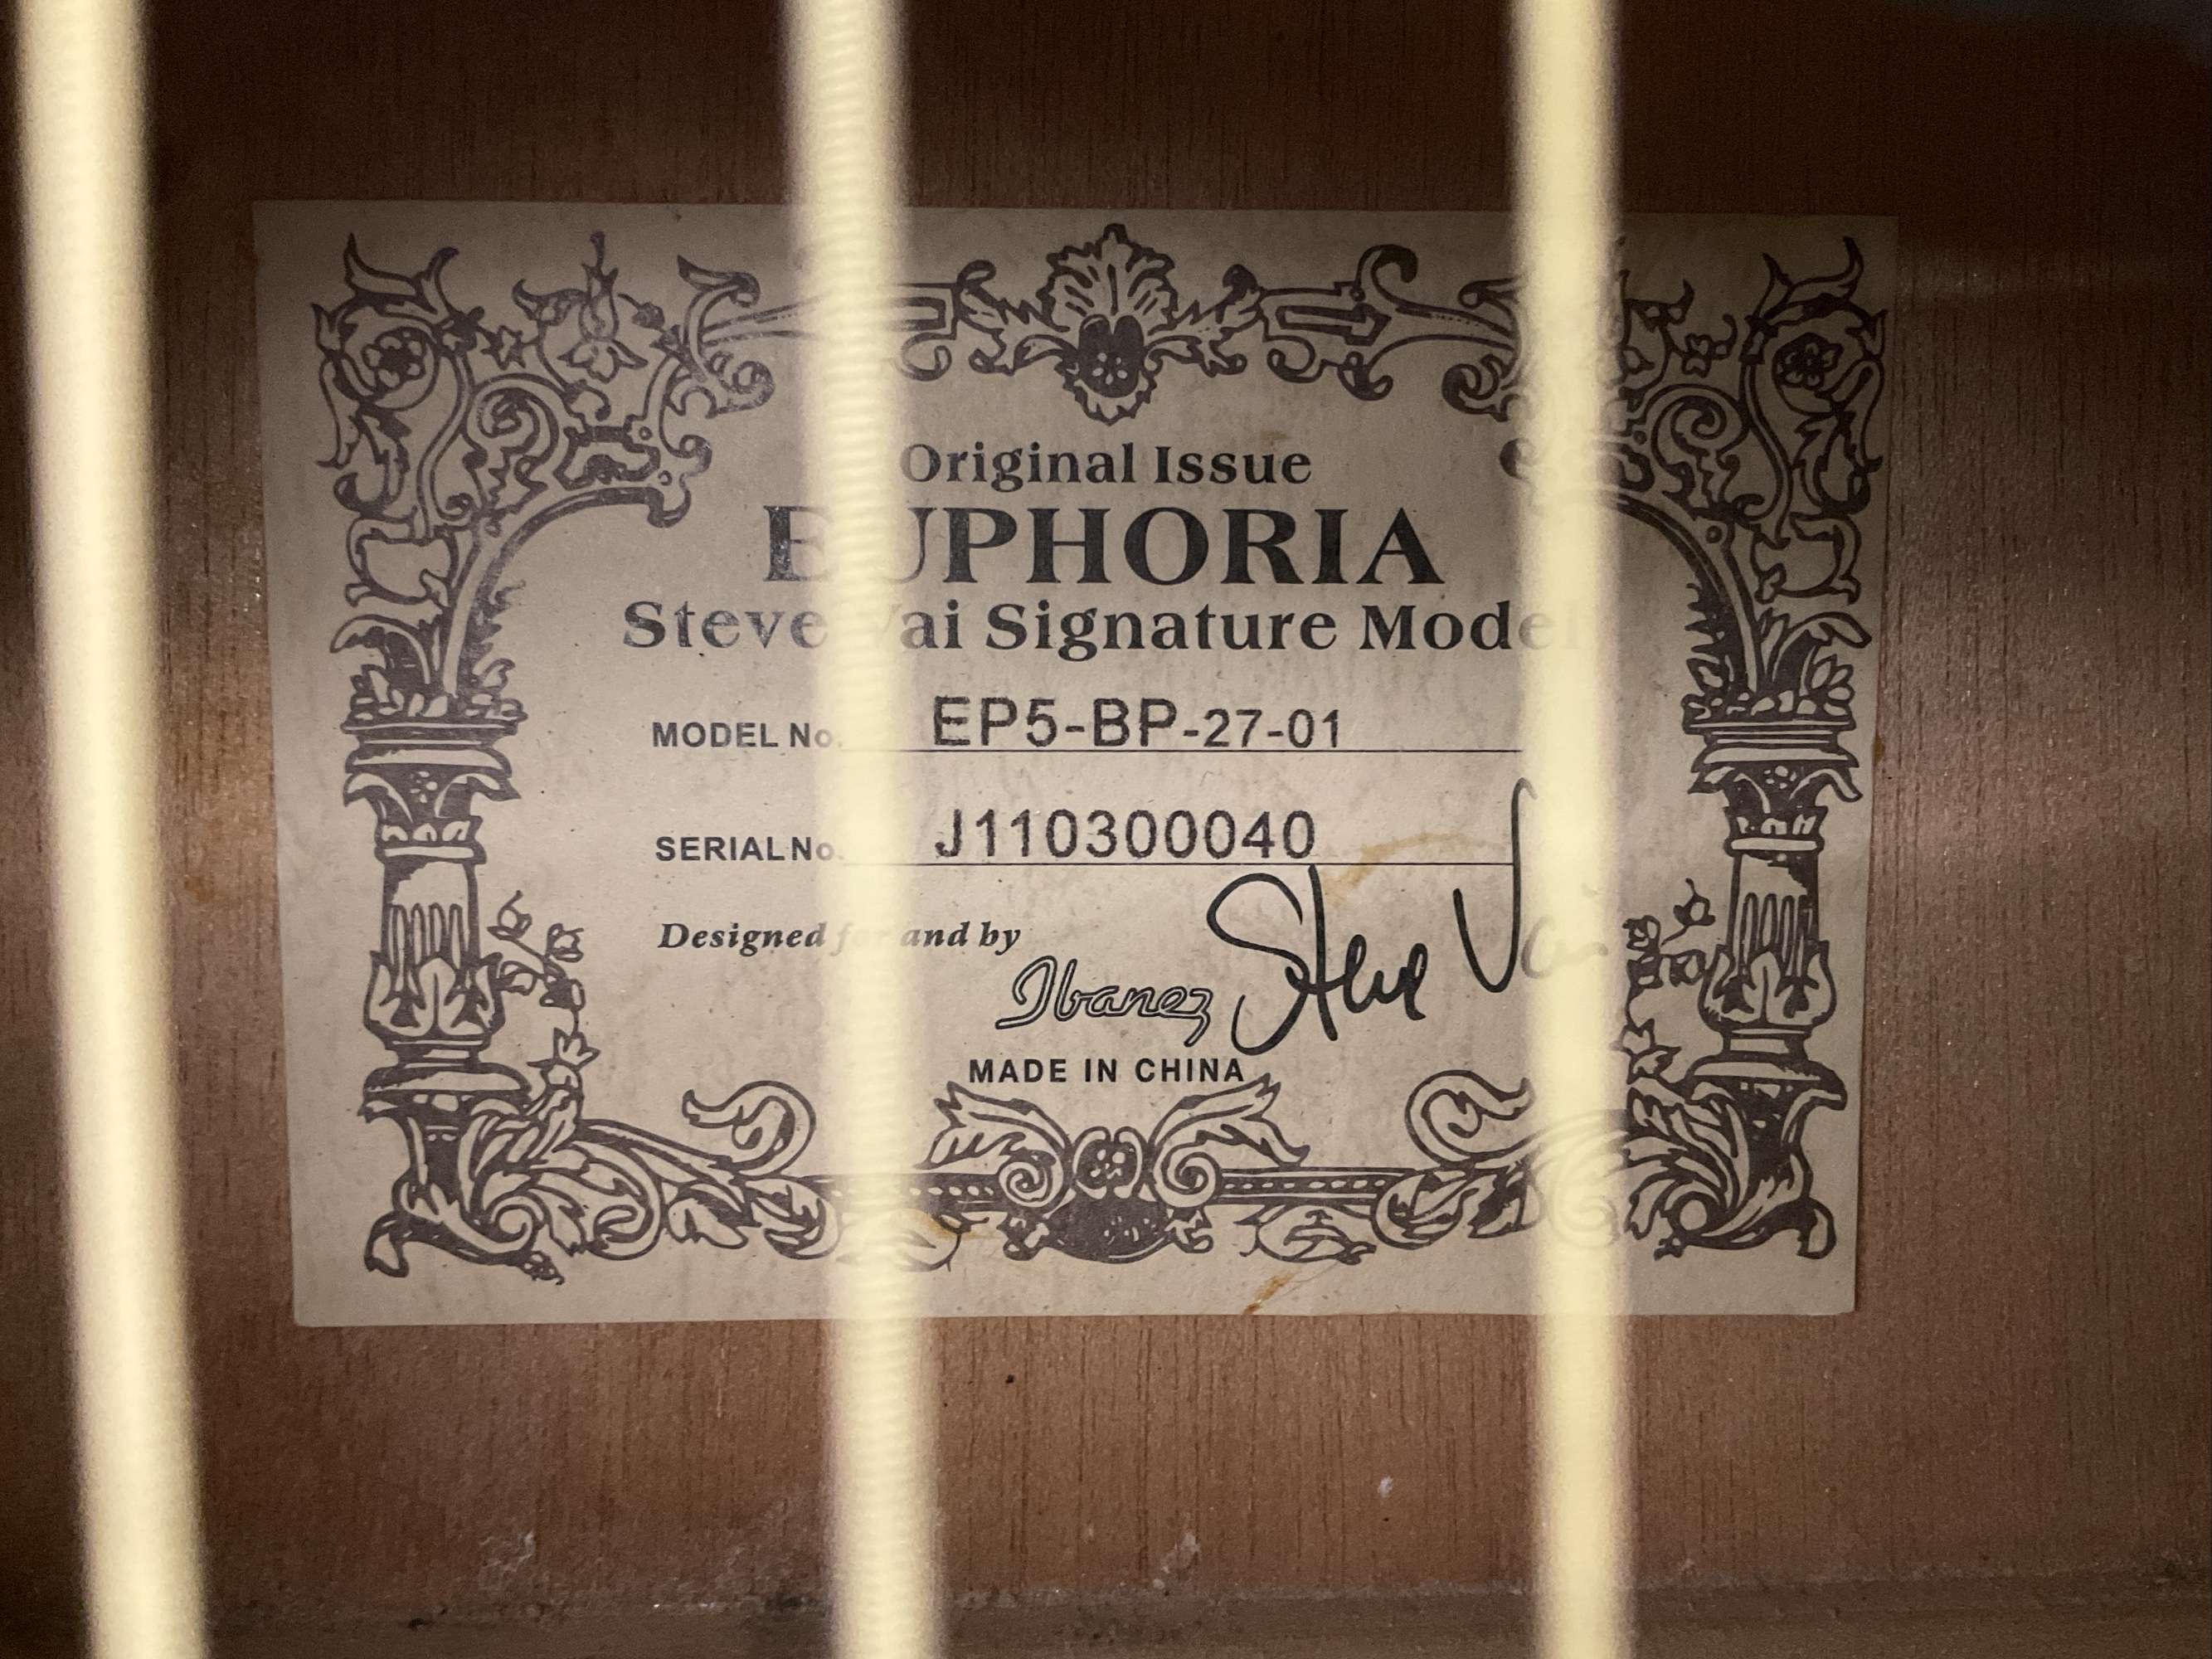 Original Issue
EUPHORIA
Steve Vai Signature Model
MODEL No. EP5-BP-27-01
SERIAL No. J110300040
Designed for and by
Ibanez Steve Vai
MADE IN CHINA